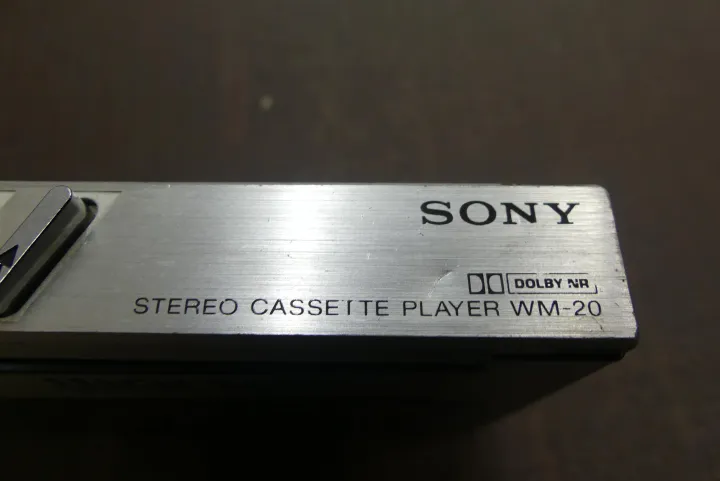 SONY
DOLBY NR
STEREO CASSETTE PLAYER WM-20